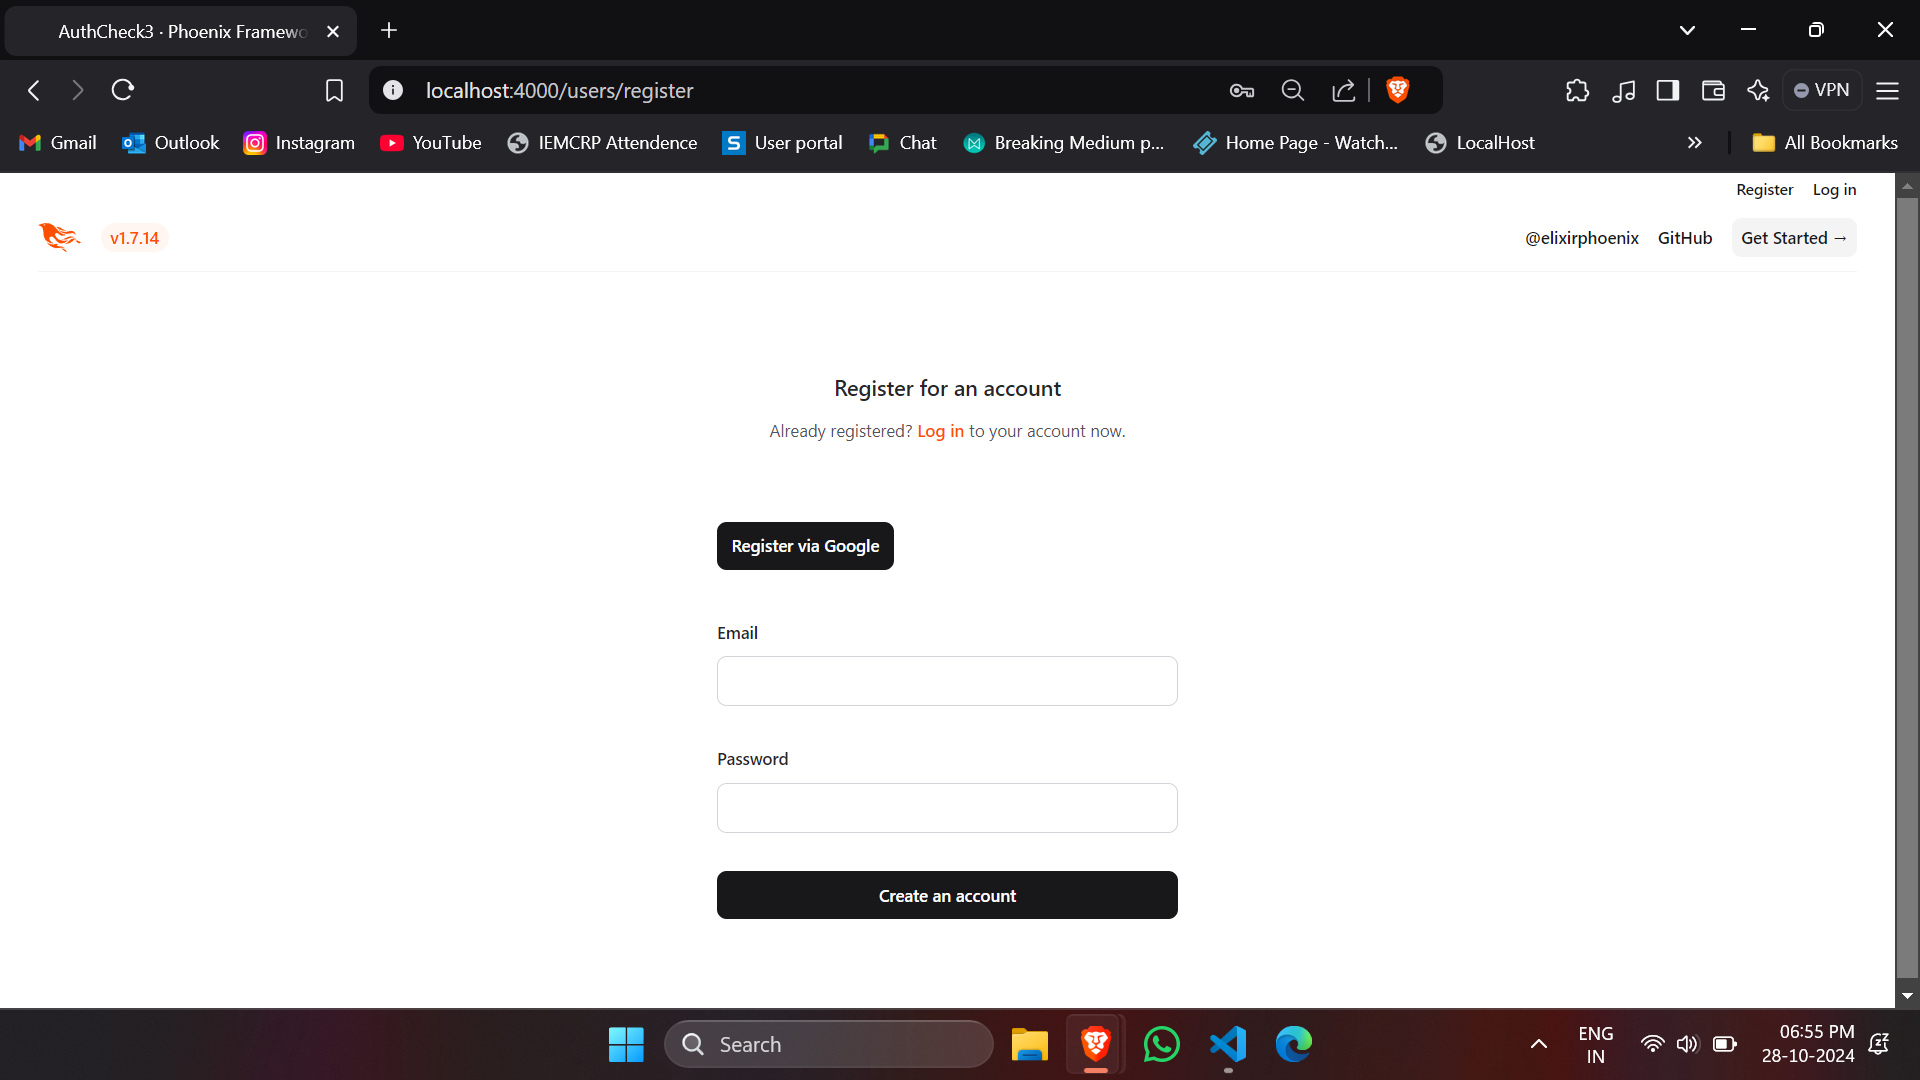 AuthCheck3 · Phoenix Framewo
localhost:4000/users/register
VPN
Gmail
Outlook
Instagram
YouTube
IEMCRP Attendence
User portal
Chat
Breaking Medium p...
Home Page - Watch...
LocalHost
All Bookmarks
Register
Log in
v1.7.14
@elixirphoenix
GitHub
Get Started →
Register for an account
Already registered? Log in to your account now.
Register via Google
Email
Password
Create an account
Search
ENG
IN
06:55 PM
28-10-2024